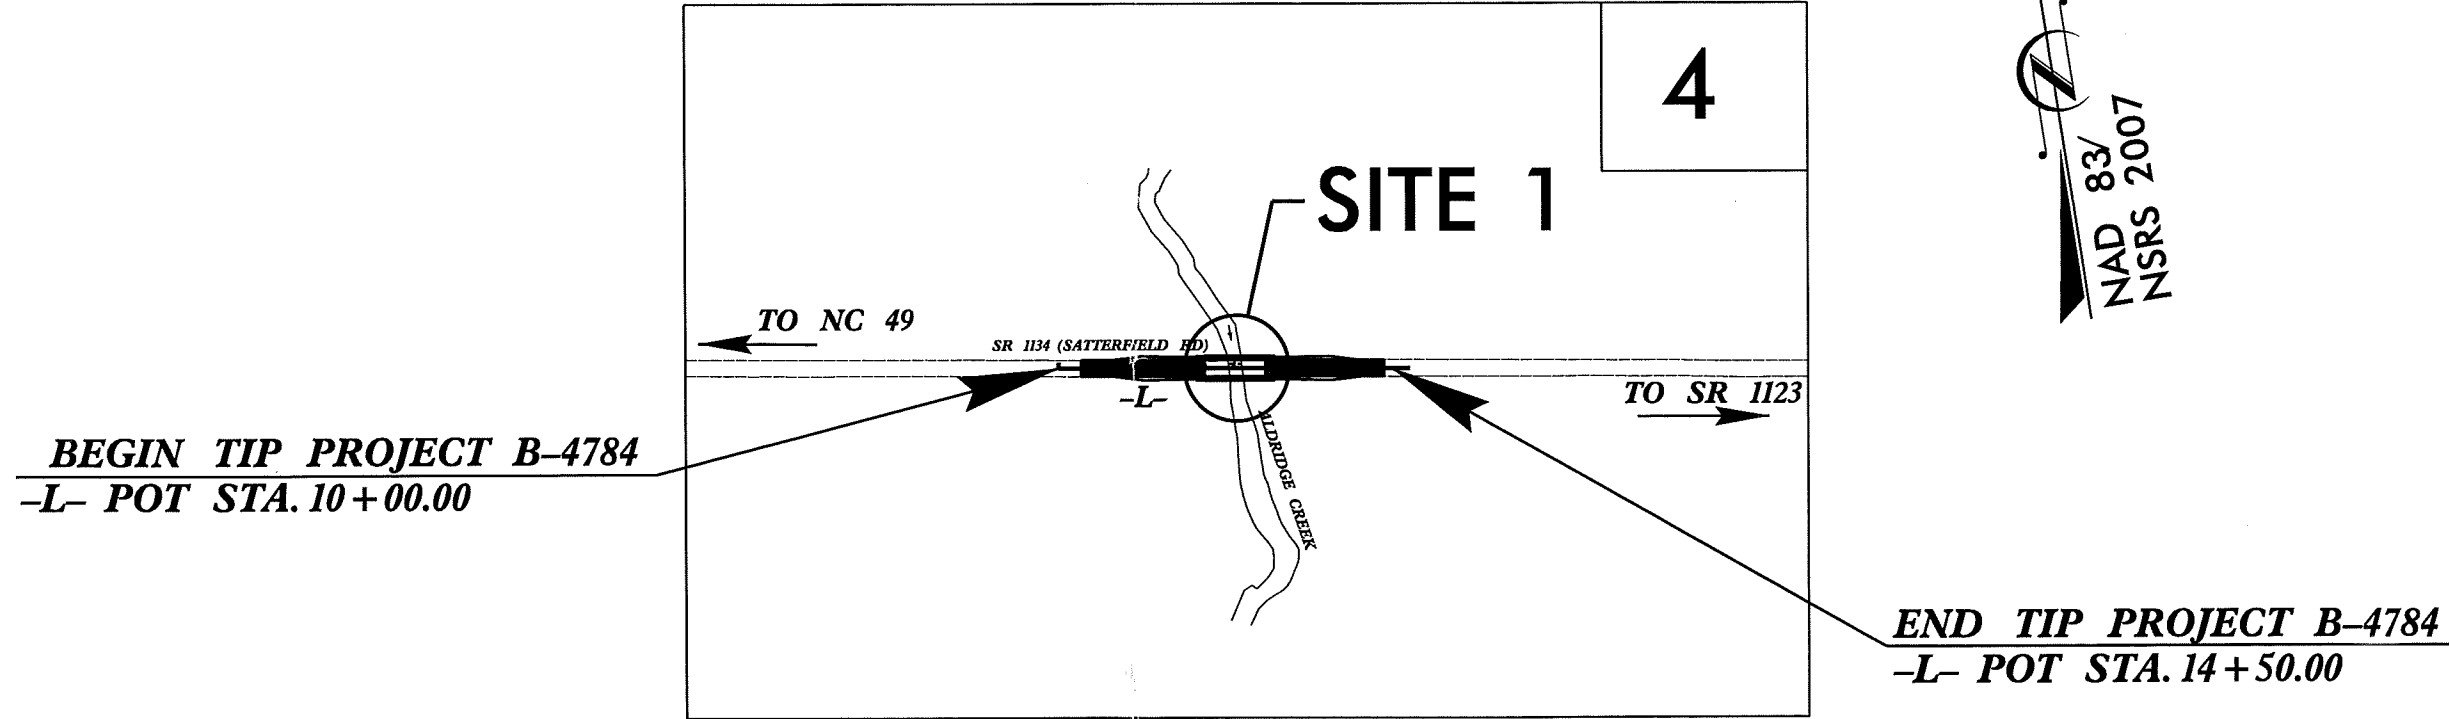 4
SITE 1
NAD 83/
NSRS 2007
TO NC 49
SR 1134 (SATTERFIELD RD)
-L-
TO SR 1123
ALDRIDGE CREEK
BEGIN TIP PROJECT B-4784
-L- POT STA. 10+00.00
END TIP PROJECT B-4784
-L- POT STA. 14+50.00